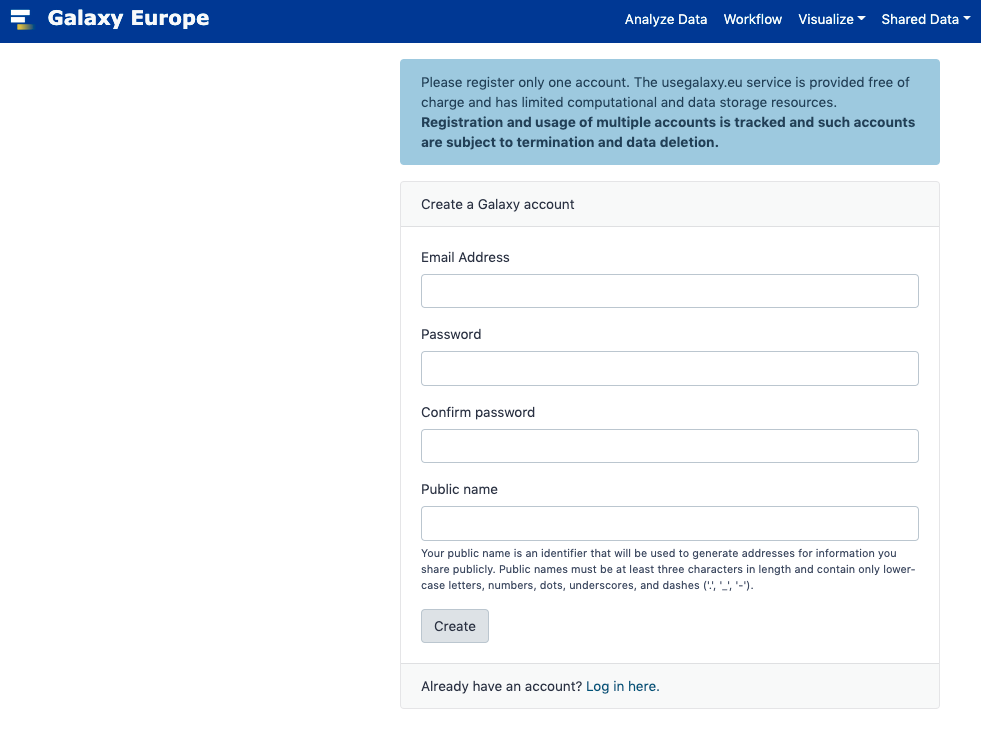 Galaxy Europe
Analyze Data Workflow Visualize Shared Data
Please register only one account. The usegalaxy.eu service is provided free of
charge and has limited computational and data storage resources.
Registration and usage of multiple accounts is tracked and such accounts
are subject to termination and data deletion.
Create a Galaxy account
Email Address
Password
Confirm password
Public name
Your public name is an identifier that will be used to generate addresses for information you
share publicly. Public names must be at least three characters in length and contain only lower-
case letters, numbers, dots, underscores, and dashes ('.', '_', '-').
Create
Already have an account? Log in here.